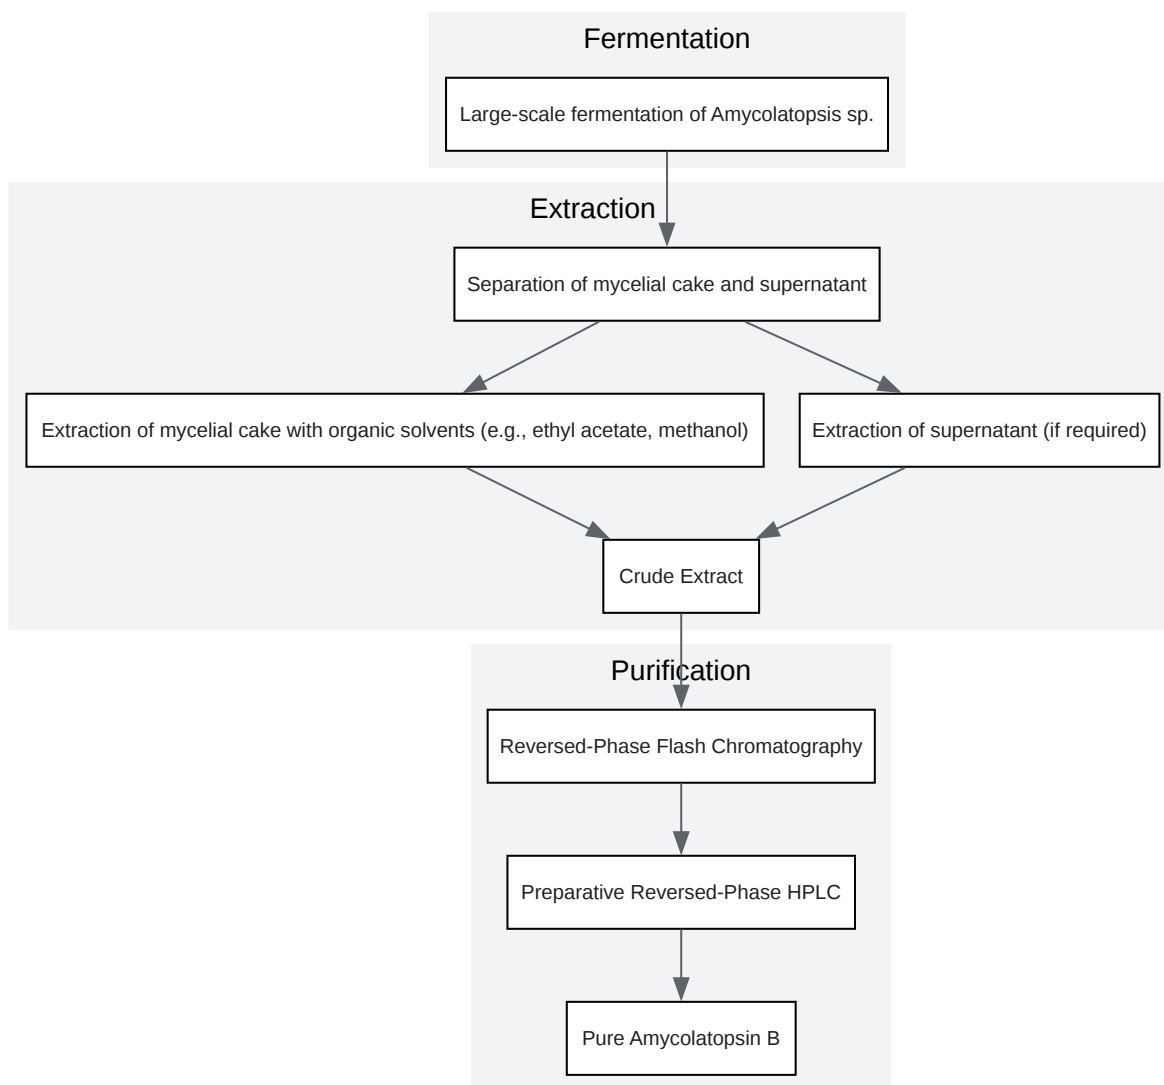 Fermentation
Large-scale fermentation of Amycolatopsis sp.
Extraction
Separation of mycelial cake and supernatant
Extraction of mycelial cake with organic solvents (e.g., ethyl acetate, methanol)
Extraction of supernatant (if required)
Crude Extract
Purification
Reversed-Phase Flash Chromatography
Preparative Reversed-Phase HPLC
Pure Amycolatopsin B